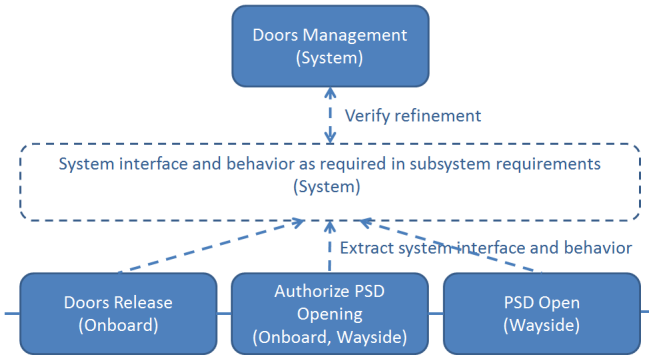 Doors Management
(System)
Verify refinement
System interface and behavior as required in subsystem requirements
(System)
Extract system interface and behavior
Doors Release
(Onboard)
Authorize PSD
Opening
(Onboard, Wayside)
PSD Open
(Wayside)